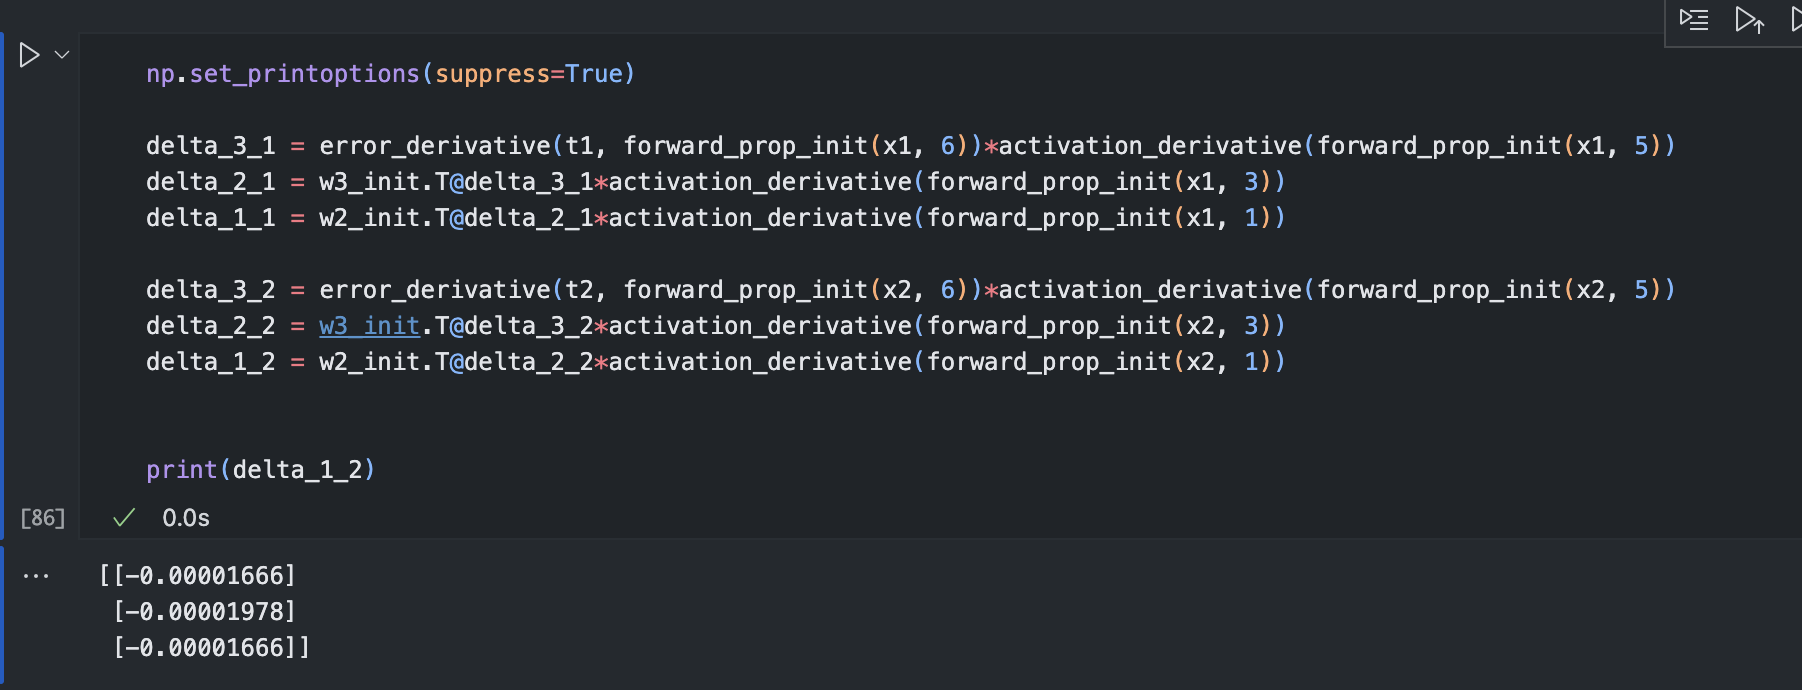 np.set_printoptions(suppress=True)
delta_3_1 = error_derivative(t1, forward_prop_init(x1, 6))*activation_derivative(forward_prop_init(x1, 5))
delta_2_1 = w3_init.T@delta_3_1*activation_derivative(forward_prop_init(x1, 3))
delta_1_1 = w2_init.T@delta_2_1*activation_derivative(forward_prop_init(x1, 1))
delta_3_2 = error_derivative(t2, forward_prop_init(x2, 6))*activation_derivative(forward_prop_init(x2, 5))
delta_2_2 = w3_init.T@delta_3_2*activation_derivative(forward_prop_init(x2, 3))
delta_1_2 = w2_init.T@delta_2_2*activation_derivative(forward_prop_init(x2, 1))
print(delta_1_2)
[86] ✓ 0.0s
... [[-0.00001666]
[-0.00001978]
[-0.00001666]]